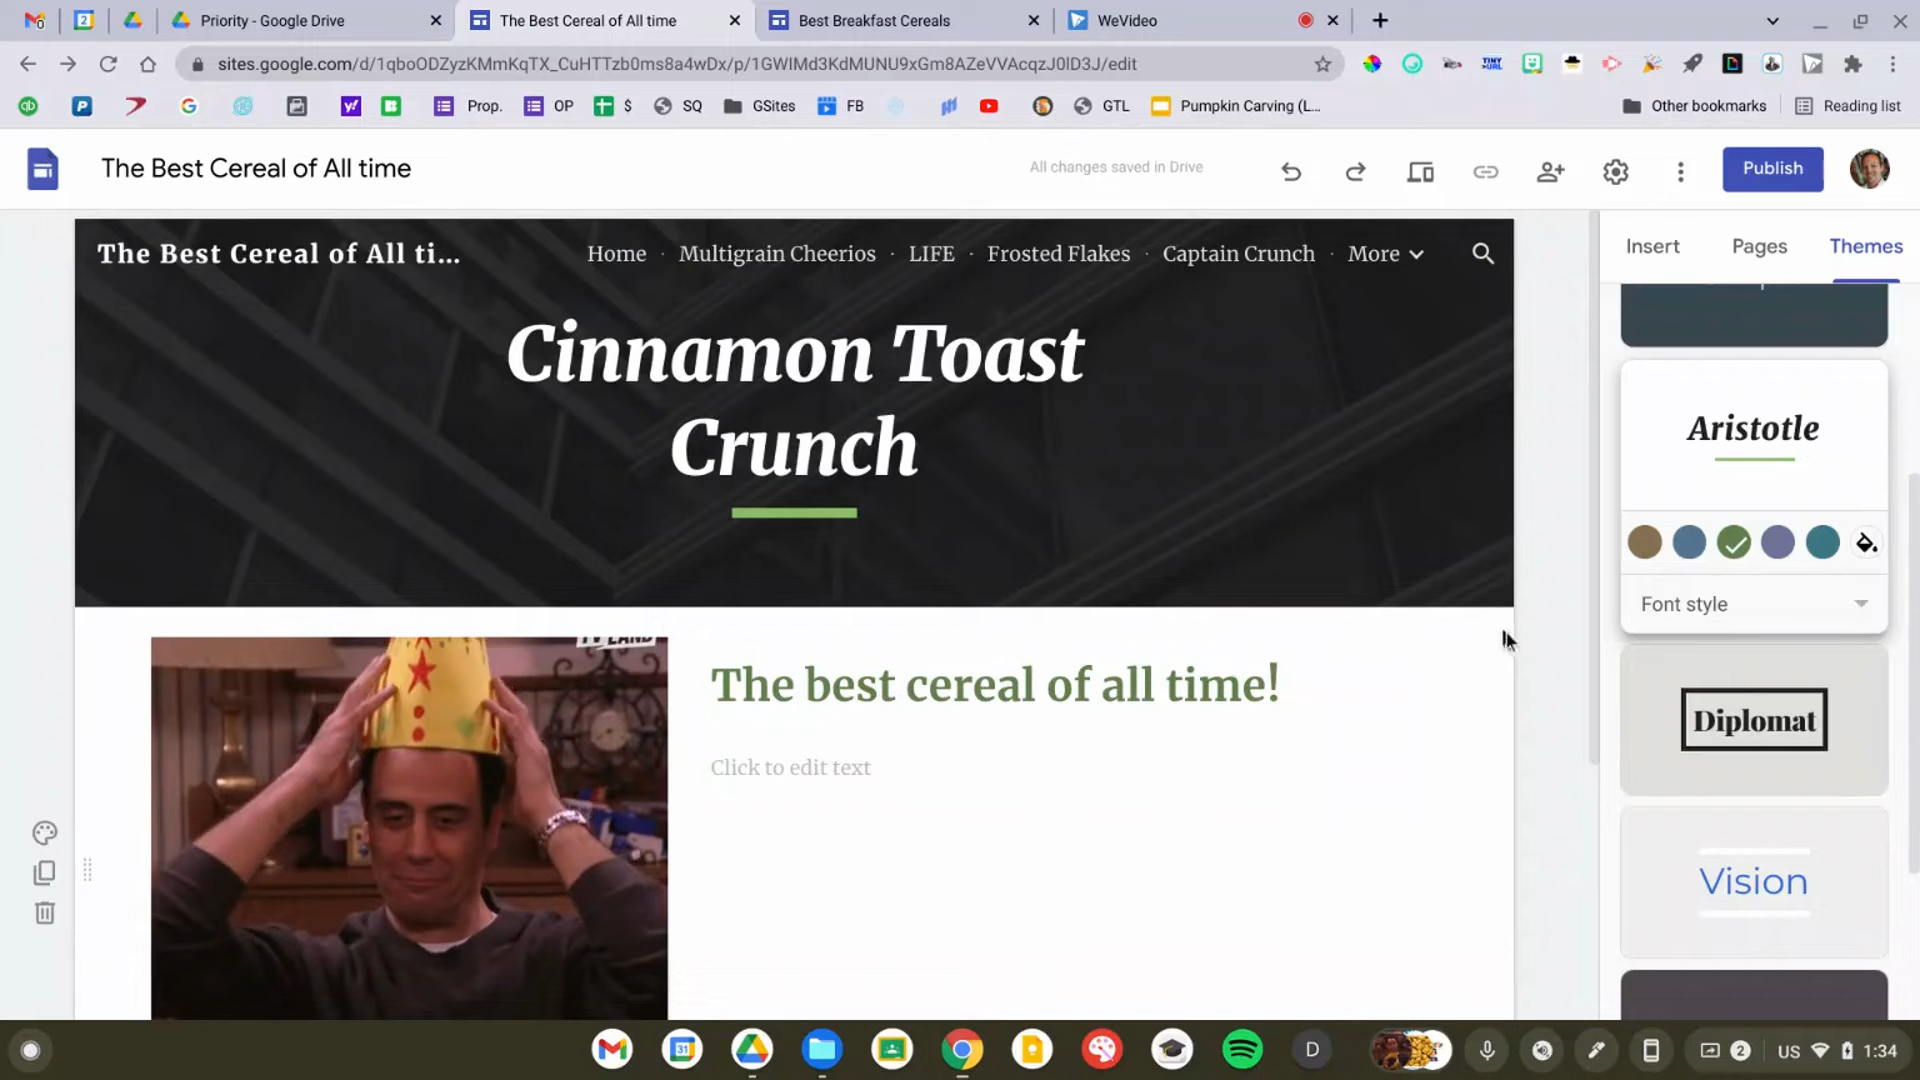 Priority - Google Drive
The Best Cereal of All time
Best Breakfast Cereals
WeVideo
sites.google.com/d/1qboODZyzKMmKqTX_CuHTTzb0ms8a4wDx/p/1GWIMd3KdMUNU9xGm8AZeVVAcqzJ0lD3J/edit
Prop.
OP
$
SQ
GSites
FB
GTL
Pumpkin Carving (L...
Other bookmarks
Reading list
The Best Cereal of All time
All changes saved in Drive
Publish
The Best Cereal of All ti...
Home
Multigrain Cheerios
LIFE
Frosted Flakes
Captain Crunch
More
Insert
Pages
Themes
Cinnamon Toast
Crunch
Aristotle
Font style
The best cereal of all time!
Click to edit text
Diplomat
Vision
D
2
US
1:34